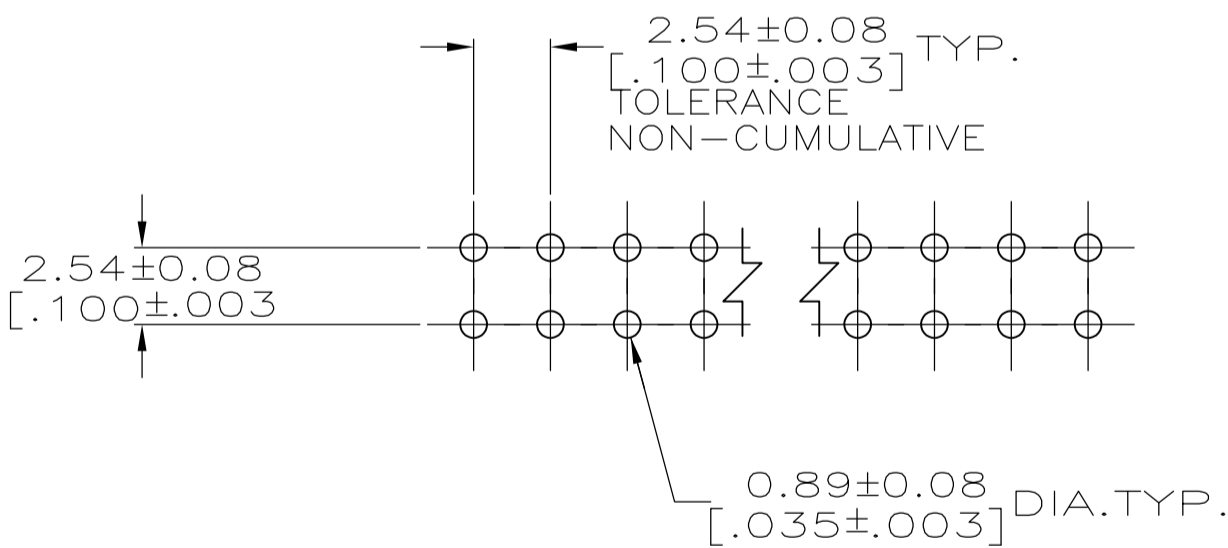 2.54±0.08
[.100±.003] TYP.
TOLERANCE
NON-CUMULATIVE
2.54±0.08
[.100±.003
0.89±0.08
[.035±.003] DIA.TYP.